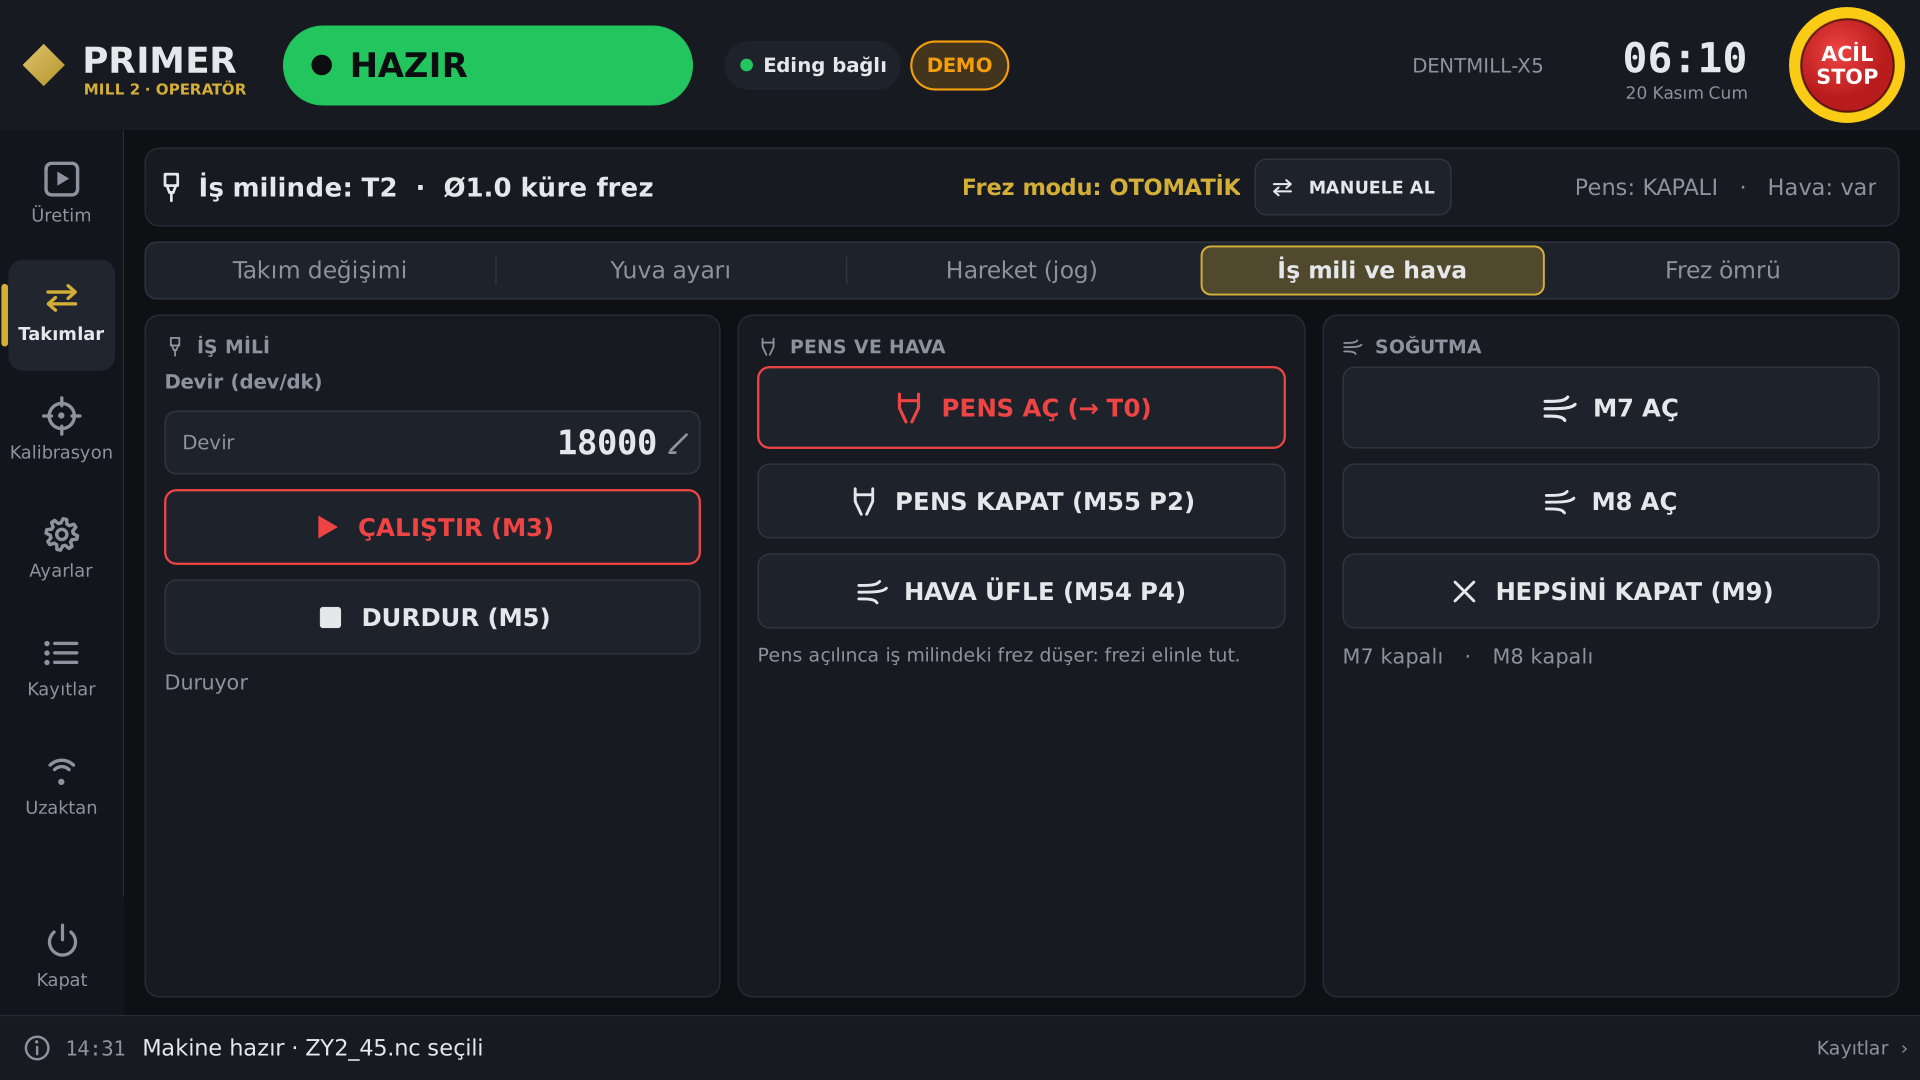 PRIMER
MILL 2 · OPERATÖR
HAZIR
Eding bağlı
DEMO
DENTMILL-X5
06:10
20 Kasım Cum
ACİL
STOP
Üretim
Takımlar
Kalibrasyon
Ayarlar
Kayıtlar
Uzaktan
Kapat
İş milinde: T2 · Ø1.0 küre frez
Frez modu: OTOMATİK
MANUELE AL
Pens: KAPALI · Hava: var
Takım değişimi
Yuva ayarı
Hareket (jog)
İş mili ve hava
Frez ömrü
İŞ MİLİ
Devir (dev/dk)
Devir 18000
ÇALIŞTIR (M3)
DURDUR (M5)
Duruyor
PENS VE HAVA
PENS AÇ (→ T0)
PENS KAPAT (M55 P2)
HAVA ÜFLE (M54 P4)
Pens açılınca iş milindeki frez düşer: frezi elinle tut.
SOĞUTMA
M7 AÇ
M8 AÇ
HEPSİNİ KAPAT (M9)
M7 kapalı · M8 kapalı
14:31 Makine hazır · ZY2_45.nc seçili
Kayıtlar ›